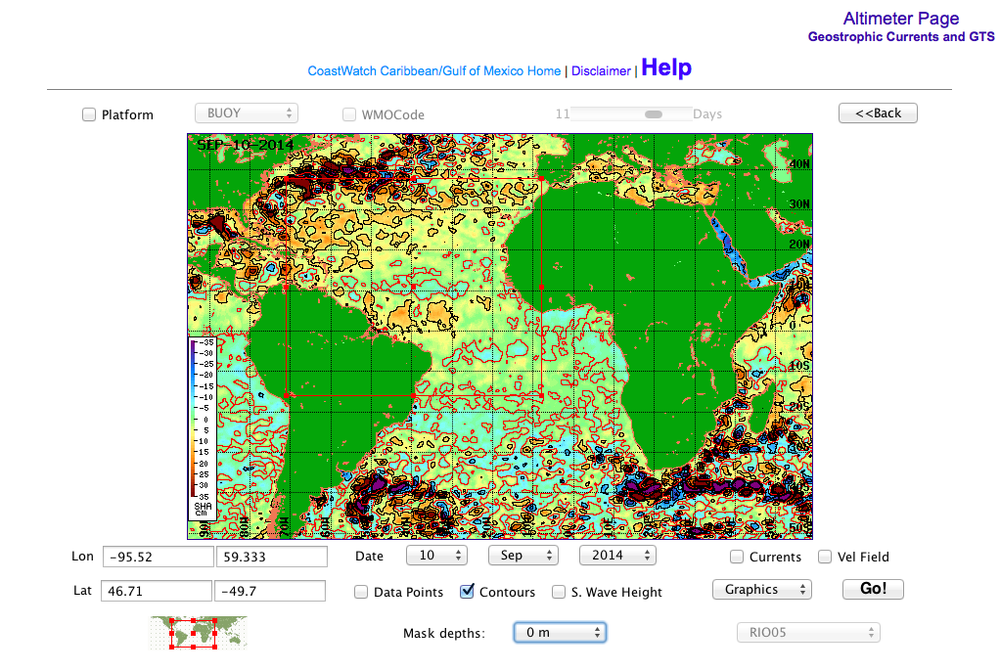 Altimeter Page
Geostrophic Currents and GTS
CoastWatch Caribbean/Gulf of Mexico Home | Disclaimer | Help
Platform BUOY WMOCode 11 Days <<Back
SEP-10-2014
40N
30N
20N
0
10S
20S
-35
-30
-25
-20
-15
-10
-5
0
5
10
15
20
25
30
35
SHA
cm
Lon -95.52 59.333 Date 10 Sep 2014 Currents Vel Field
Lat 46.71 -49.7 Data Points Contours S. Wave Height Graphics Go!
Mask depths: 0 m RIO05